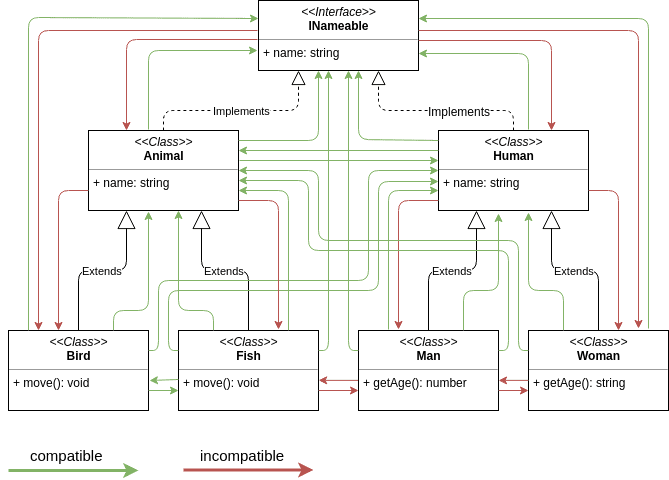 <<Interface>>
INameable
+ name: string
Implements
Implements
<<Class>>
Animal
+ name: string
<<Class>>
Human
+ name: string
Extends
Extends
Extends
Extends
<<Class>>
Bird
+ move(): void
<<Class>>
Fish
+ move(): void
<<Class>>
Man
+ getAge(): number
<<Class>>
Woman
+ getAge(): string
compatible
incompatible